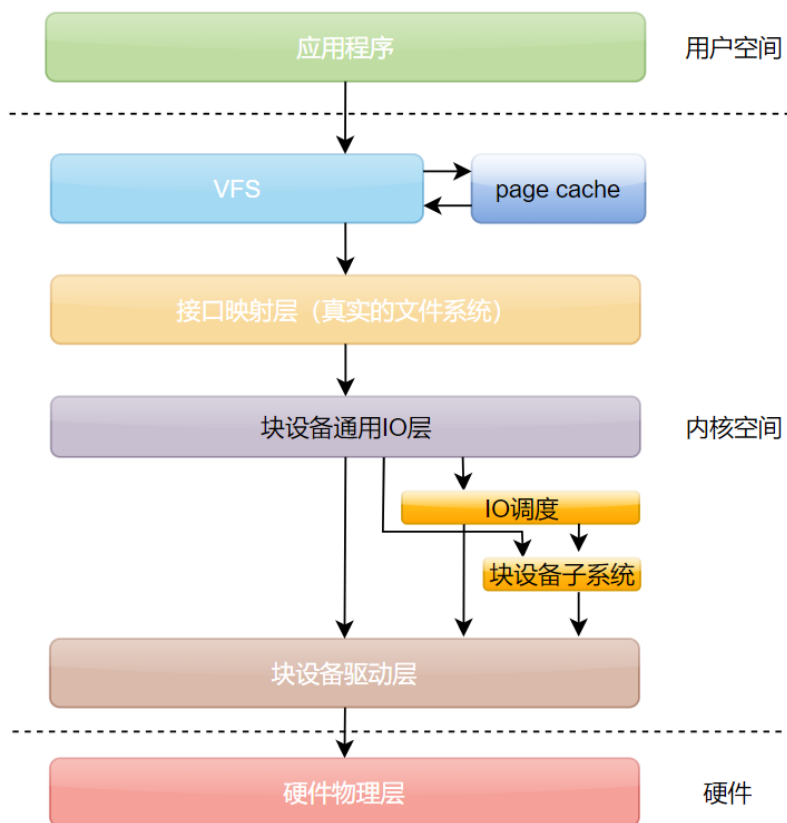 应用程序
用户空间
VFS
page cache
接口映射层（真实的文件系统）
块设备通用IO层
内核空间
IO调度
块设备子系统
块设备驱动层
硬件物理层
硬件